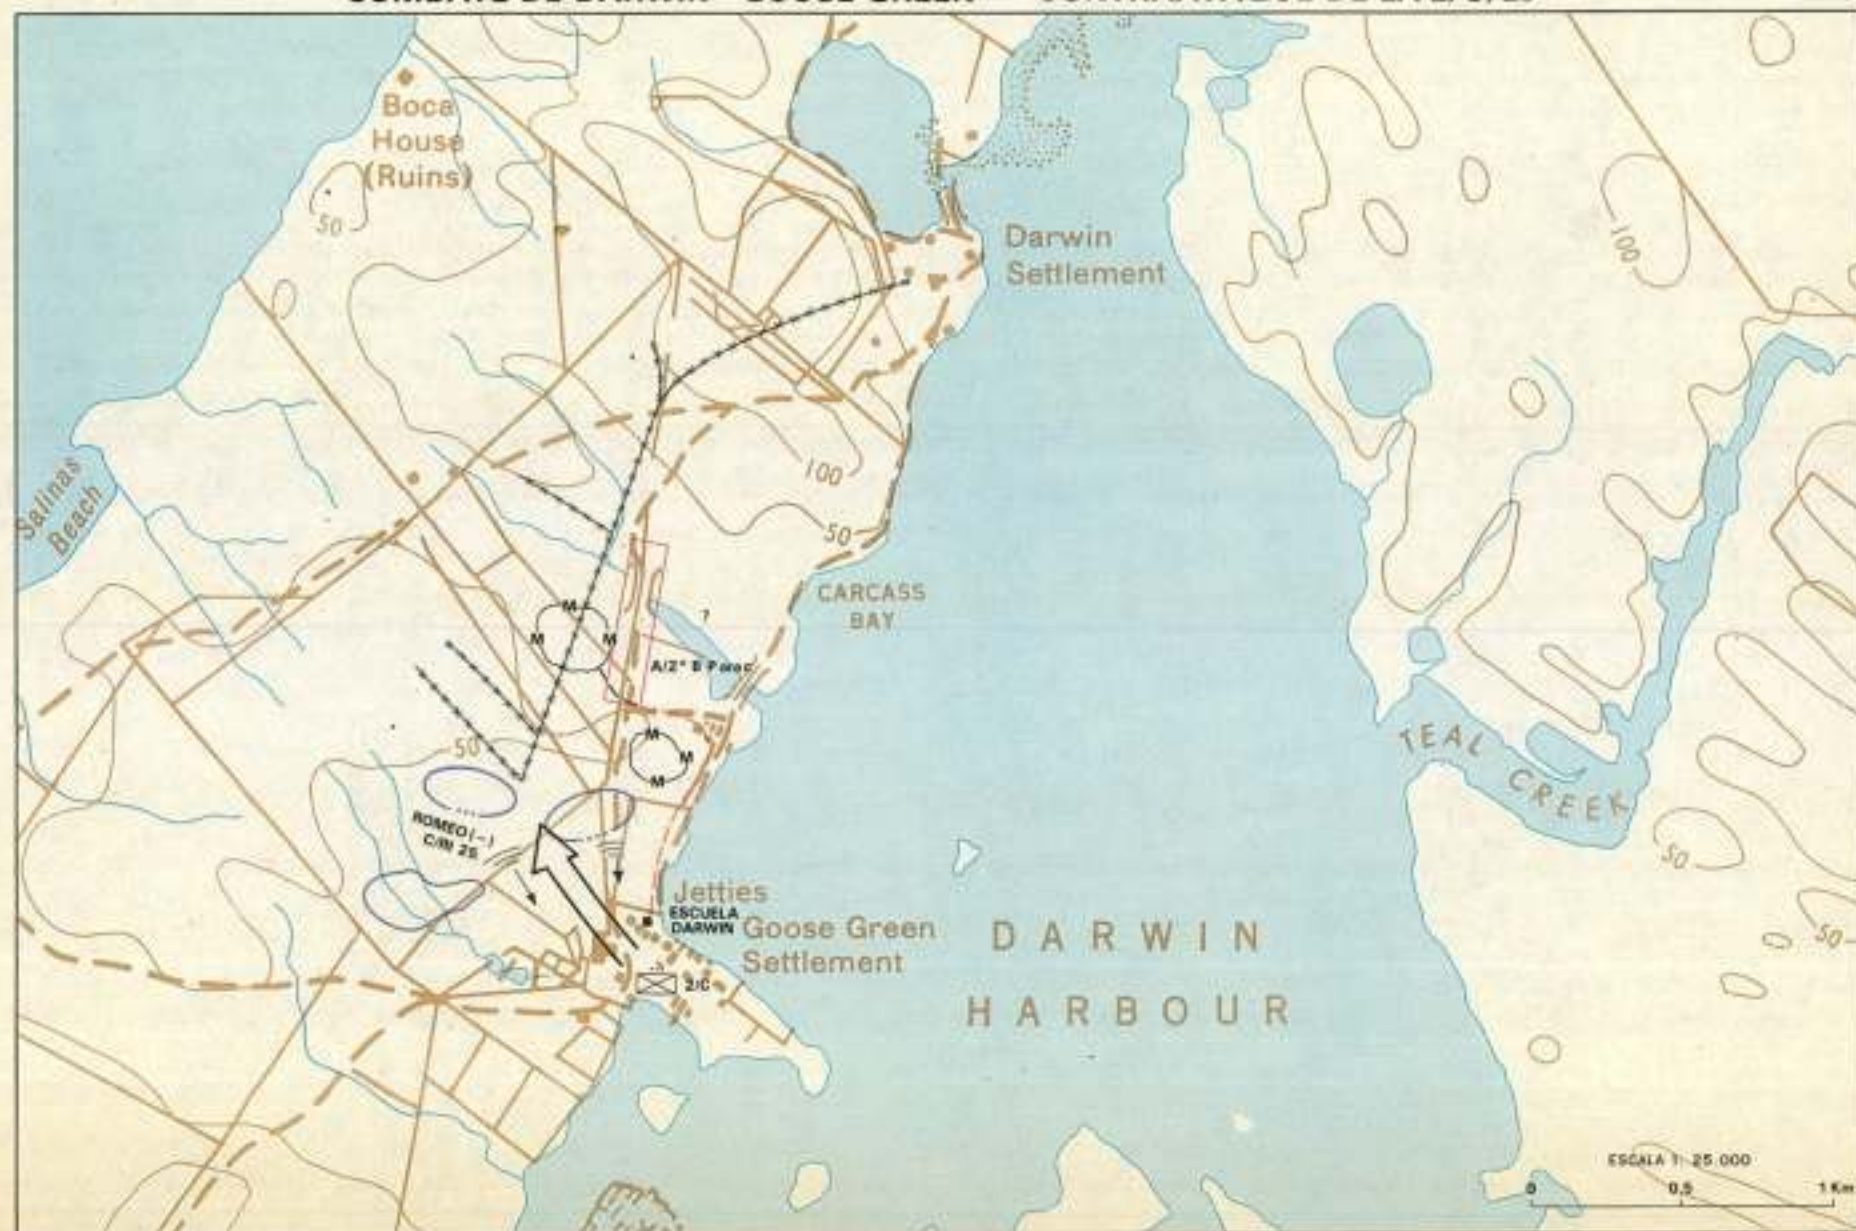 Boca
House
(Ruins)
50
Darwin
Settlement
100
100
50
Salinas
Beach
CARCASS
BAY
M
M
M
?
A/2°
50
M
M
M
ROMEO (-)
C/RI 25
TEAL CREEK
50
50
Jetties
ESCUELA
DARWIN
Goose Green
Settlement
2/C
DARWIN
HARBOUR
ESCALA 1: 25 000
0 0,5 1 Km